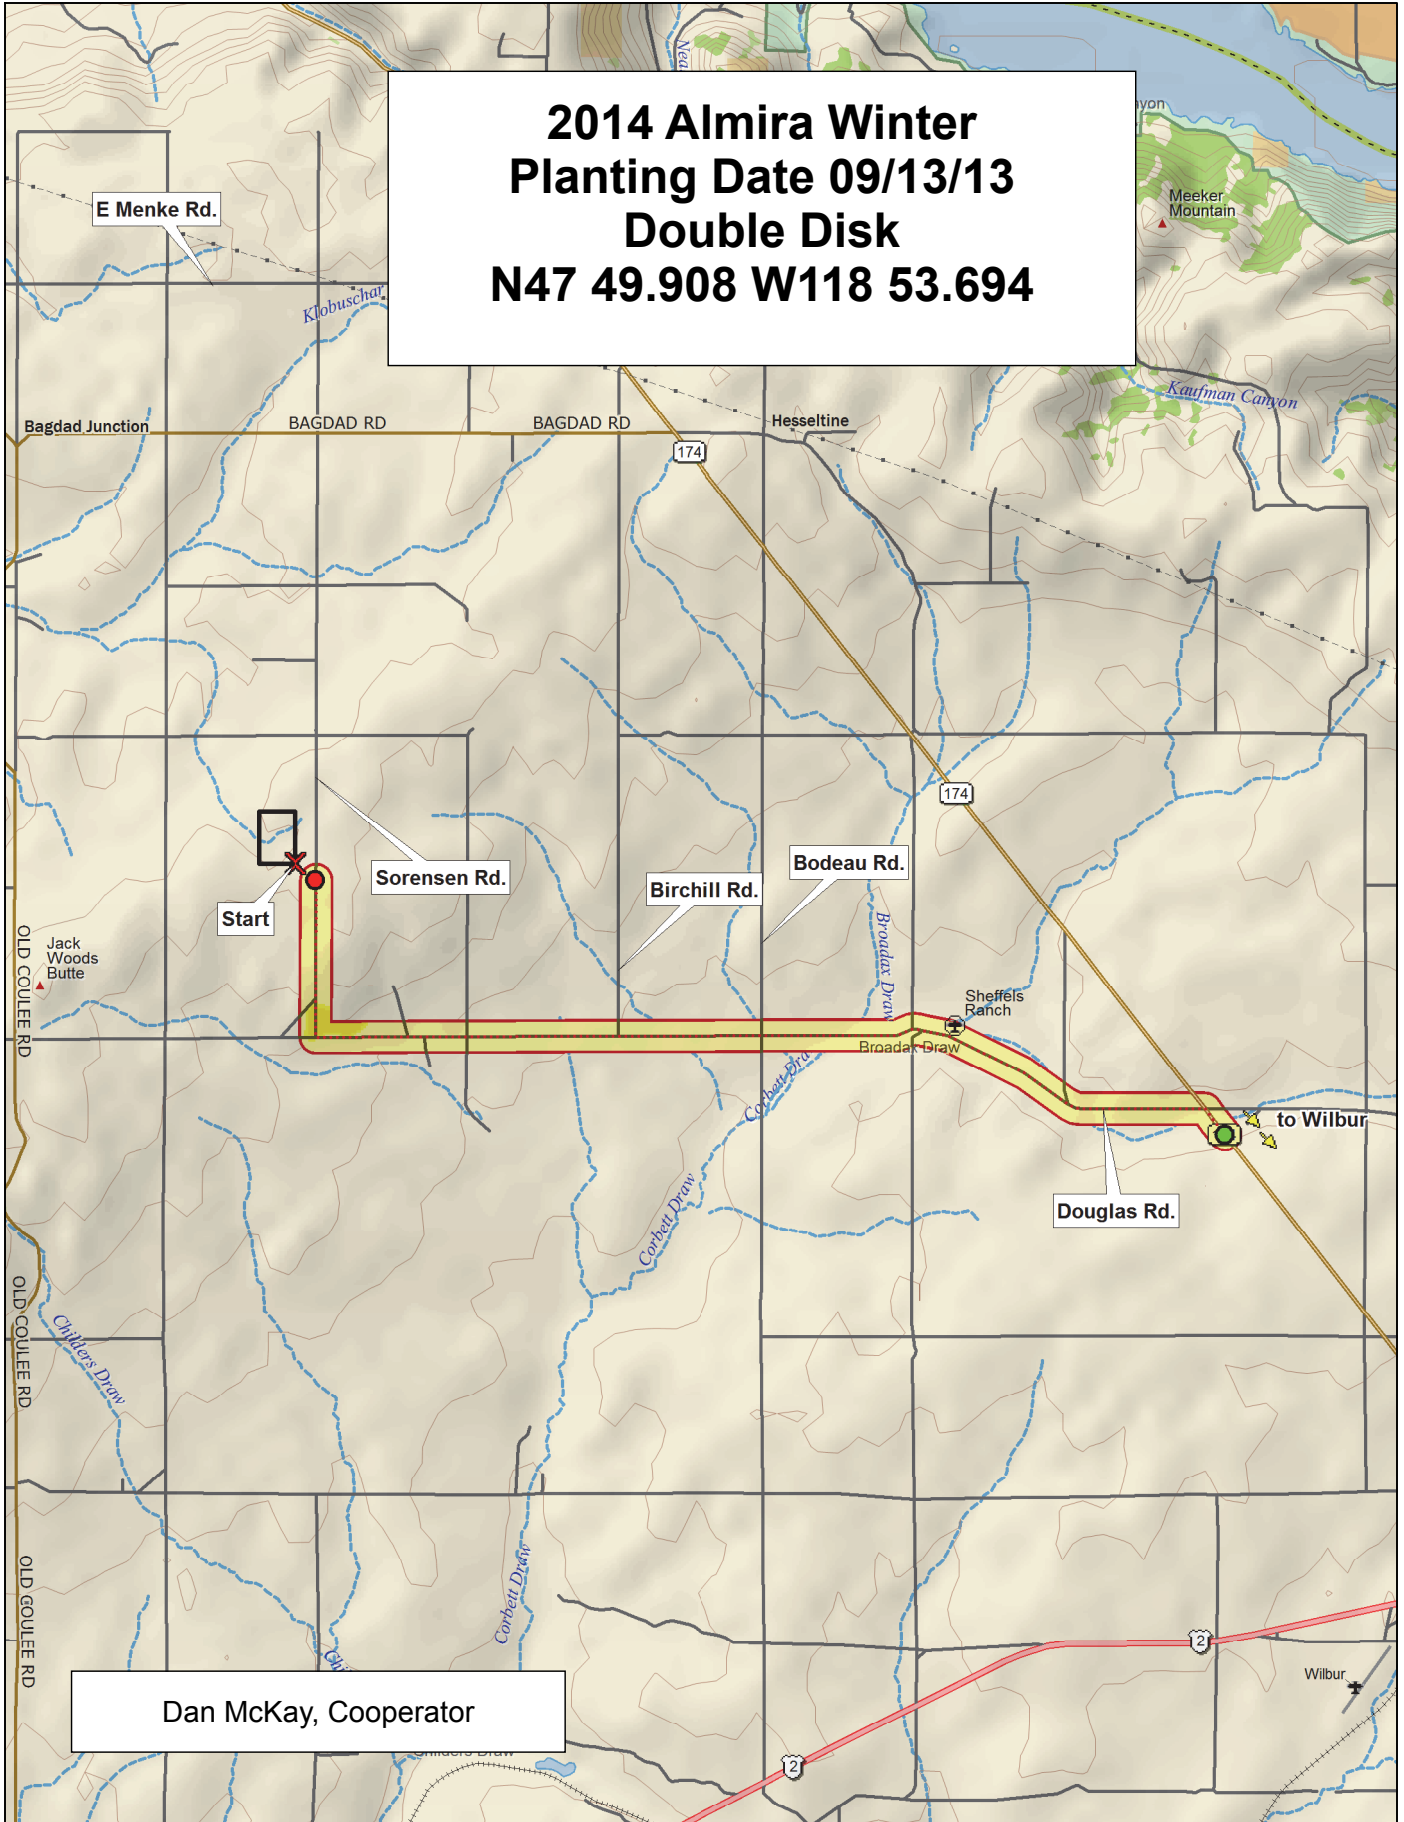 2014 Almira Winter
Planting Date 09/13/13
Double Disk
N47 49.908 W118 53.694
Meeker
Mountain
E Menke Rd.
Klobuschar
Kaufman Canyon
Bagdad Junction
BAGDAD RD
BAGDAD RD
Hesseltine
174
174
Sorensen Rd.
Bodeau Rd.
Birchill Rd.
Start
Broadax Draw
OLD COULEE RD
Jack
Woods
Butte
Sheffels
Ranch
Broadax Draw
Corbett Dra
to Wilbur
Douglas Rd.
Corbett Draw
OLD COULEE RD
Childers Draw
Corbett Draw
OLD COULEE RD
2
Wilbur
Dan McKay, Cooperator
2